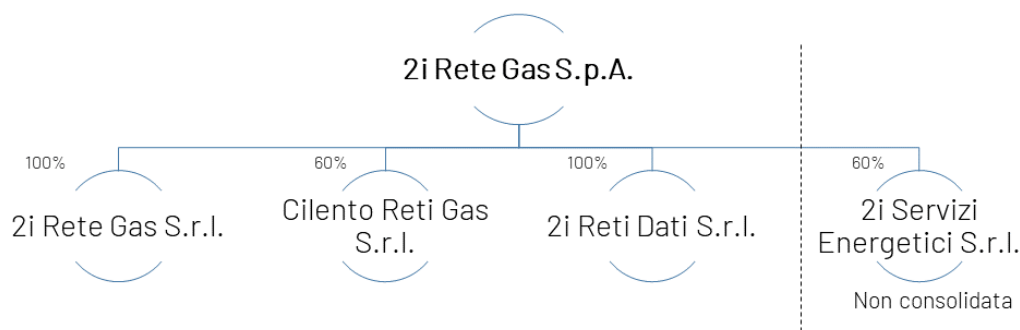 2i Rete Gas S.p.A.
100%
60%
100%
60%
2i Rete Gas S.r.l.
Cilento Reti Gas
S.r.l.
2i Reti Dati S.r.l.
2i Servizi
Energetici S.r.l.
Non consolidata